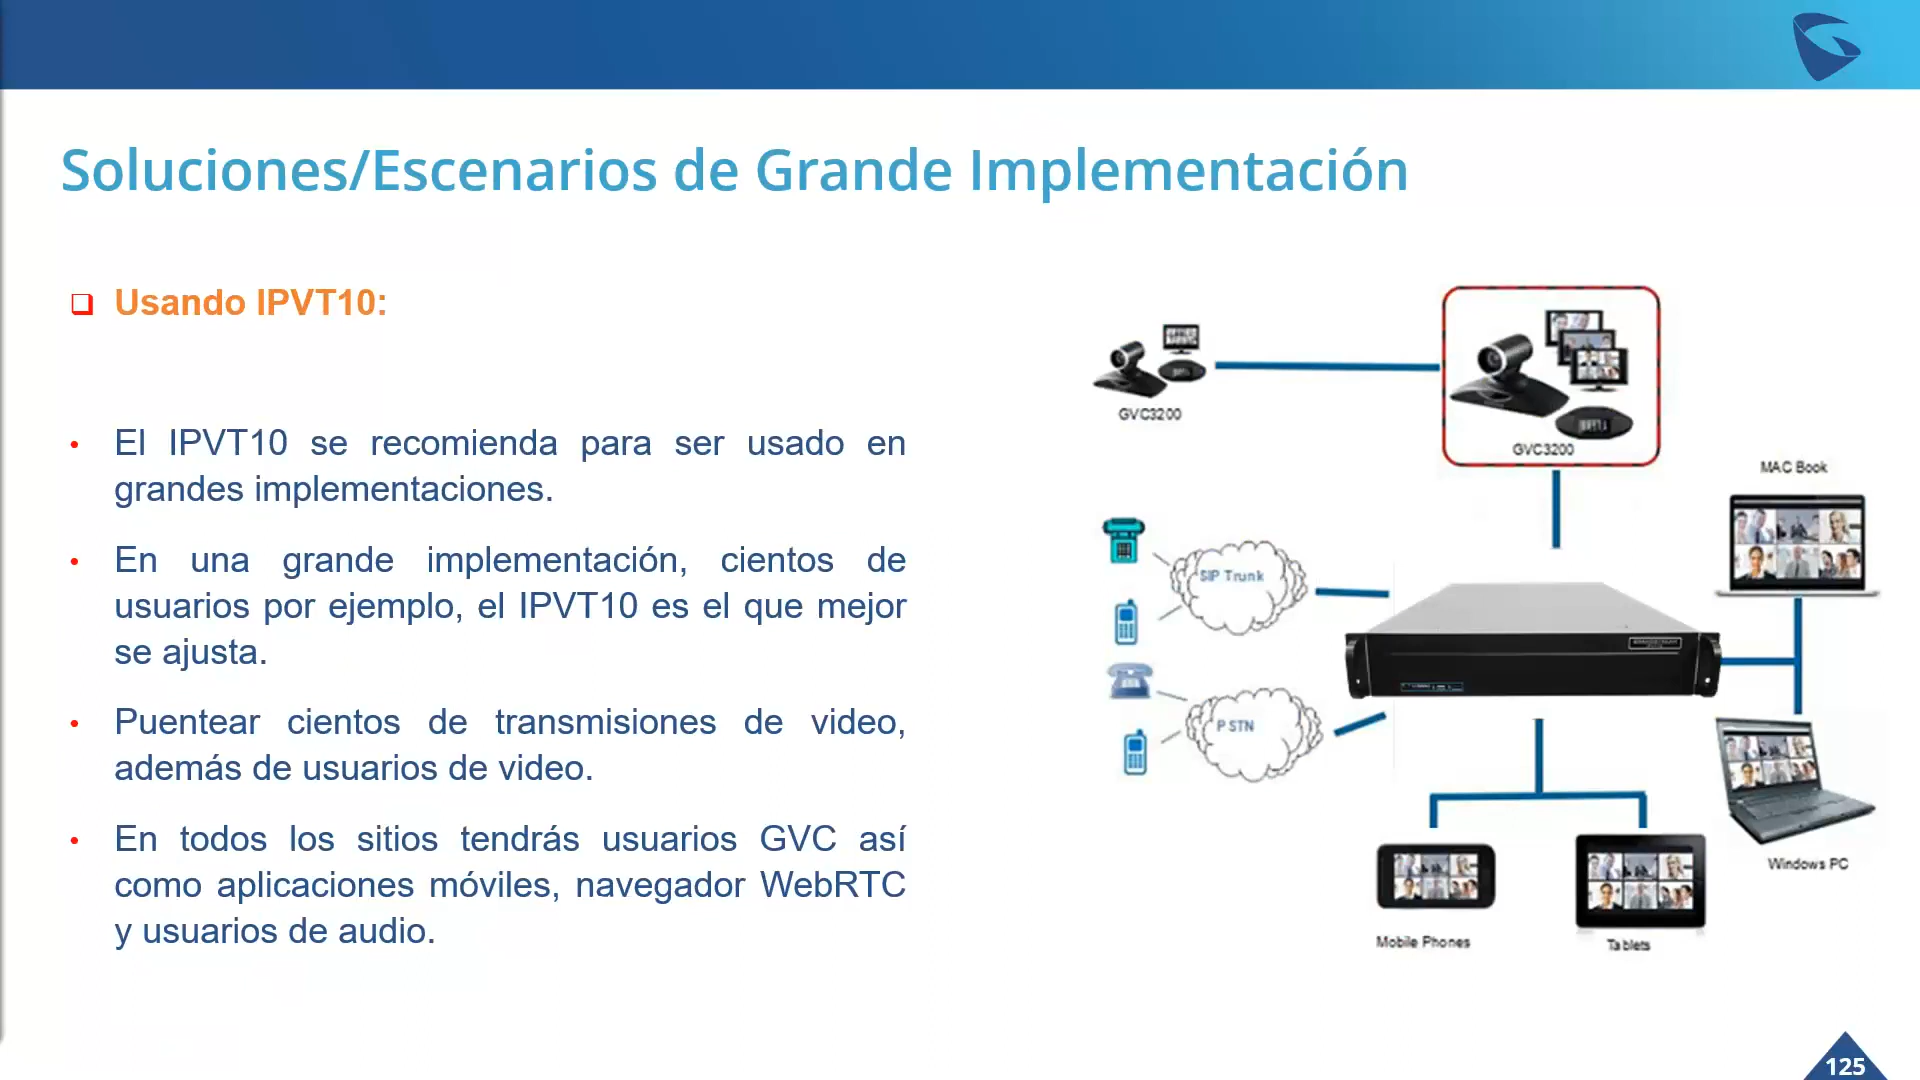 Soluciones/Escenarios de Grande Implementación
Usando IPVT10:
El IPVT10 se recomienda para ser usado en
grandes implementaciones.
En una grande implementación, cientos de
usuarios por ejemplo, el IPVT10 es el que mejor
se ajusta.
Puentear cientos de transmisiones de video,
además de usuarios de video.
En todos los sitios tendrás usuarios GVC así
como aplicaciones móviles, navegador WebRTC
y usuarios de audio.
GVC3200
GVC3200
MAC Book
SIP Trunk
PSTN
Windows PC
Mobile Phones
Tablets
125